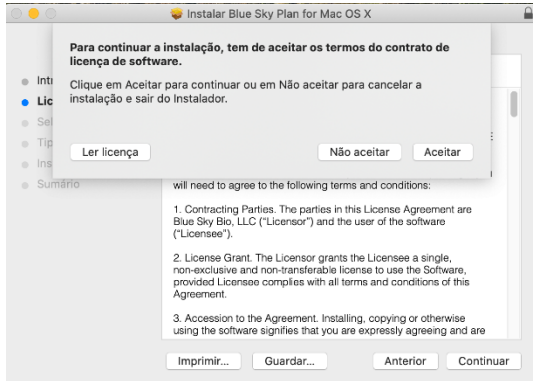 Instalar Blue Sky Plan for Mac OS X
Para continuar a instalação, tem de aceitar os termos do contrato de
licença de software.
Clique em Aceitar para continuar ou em Não aceitar para cancelar a
instalação e sair do Instalador.
Ler licença
Não aceitar
Aceitar
Sumário
will need to agree to the following terms and conditions:
1. Contracting Parties. The parties in this License Agreement are
Blue Sky Bio, LLC ("Licensor") and the user of the software
("Licensee").
2. License Grant. The Licensor grants the Licensee a single,
non-exclusive and non-transferable license to use the Software,
provided Licensee complies with all terms and conditions of this
Agreement.
3. Accession to the Agreement. Installing, copying or otherwise
using the software signifies that you are expressly agreeing and are
Imprimir...
Guardar...
Anterior
Continuar